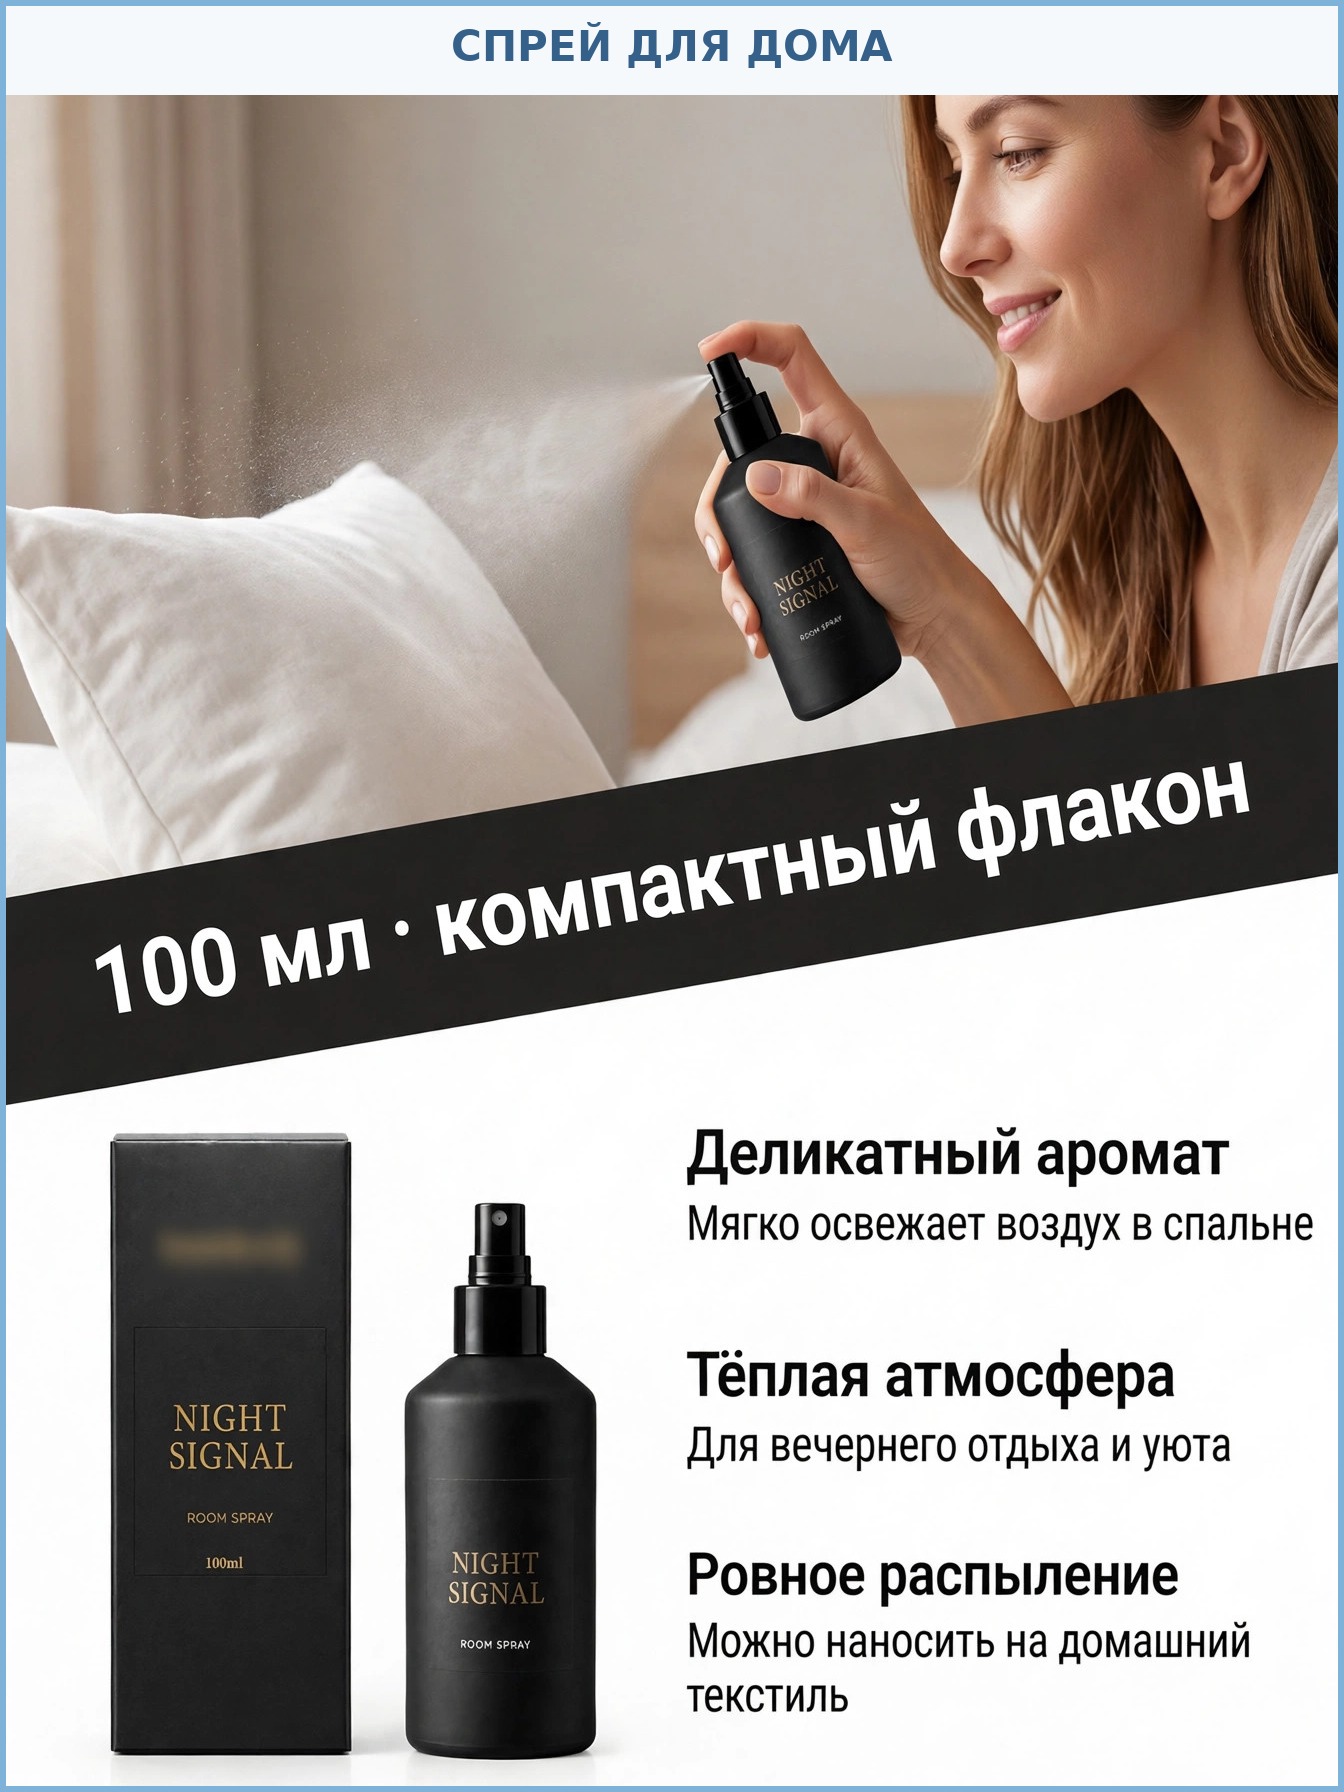 СПРЕЙ ДЛЯ ДОМА
NIGHT
SIGNAL
ROOM SPRAY
100 мл · компактный флакон
NIGHT
SIGNAL
ROOM SPRAY
100ml
NIGHT
SIGNAL
ROOM SPRAY
Деликатный аромат
Мягко освежает воздух в спальне
Тёплая атмосфера
Для вечернего отдыха и уюта
Ровное распыление
Можно наносить на домашний
текстиль